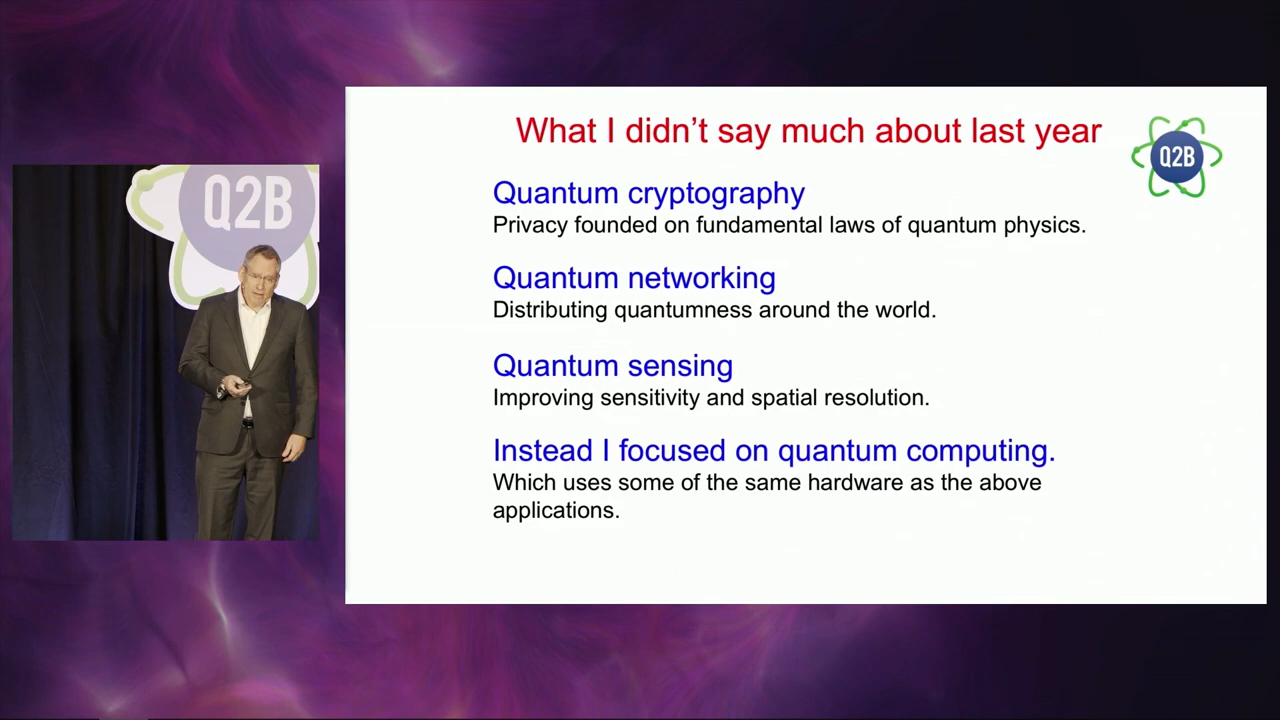 Q2B
What I didn't say much about last year
Q2B
Quantum cryptography
Privacy founded on fundamental laws of quantum physics.
Quantum networking
Distributing quantumness around the world.
Quantum sensing
Improving sensitivity and spatial resolution.
Instead I focused on quantum computing.
Which uses some of the same hardware as the above
applications.